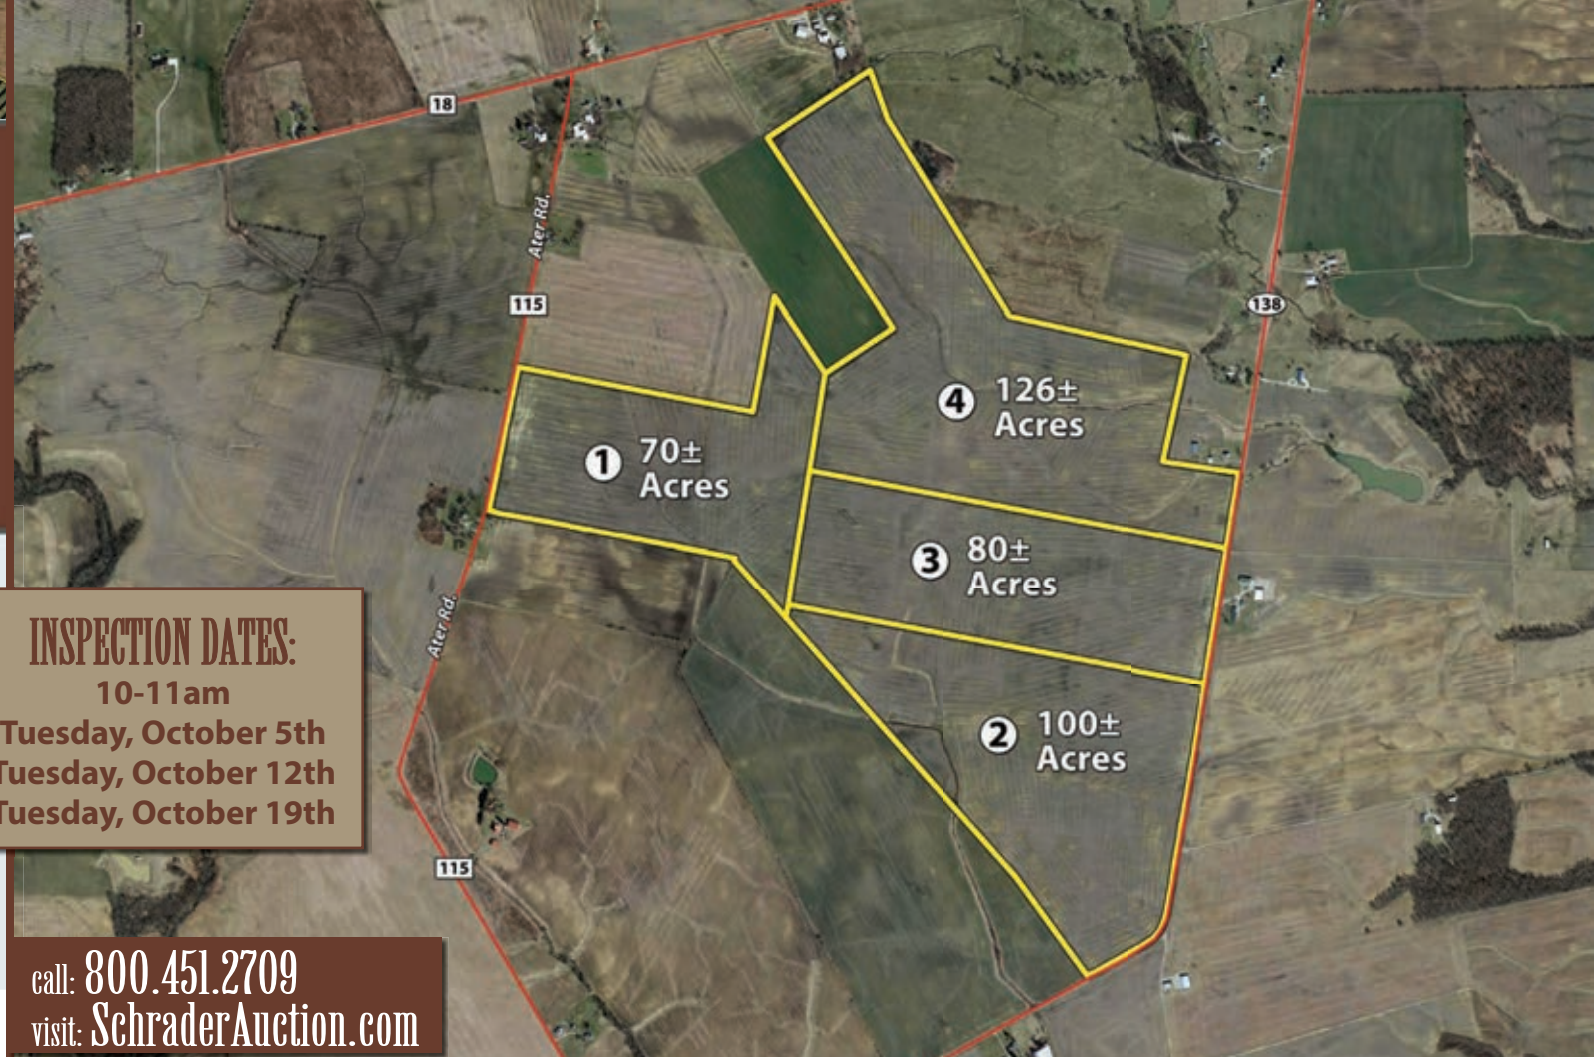 18
Ater Rd.
115
138
4 126±
Acres
1 70±
Acres
3 80±
Acres
Ater Rd.
2 100±
Acres
115
INSPECTION DATES:
10-11am
Tuesday, October 5th
Tuesday, October 12th
Tuesday, October 19th
call: 800.451.2709
visit: SchraderAuction.com